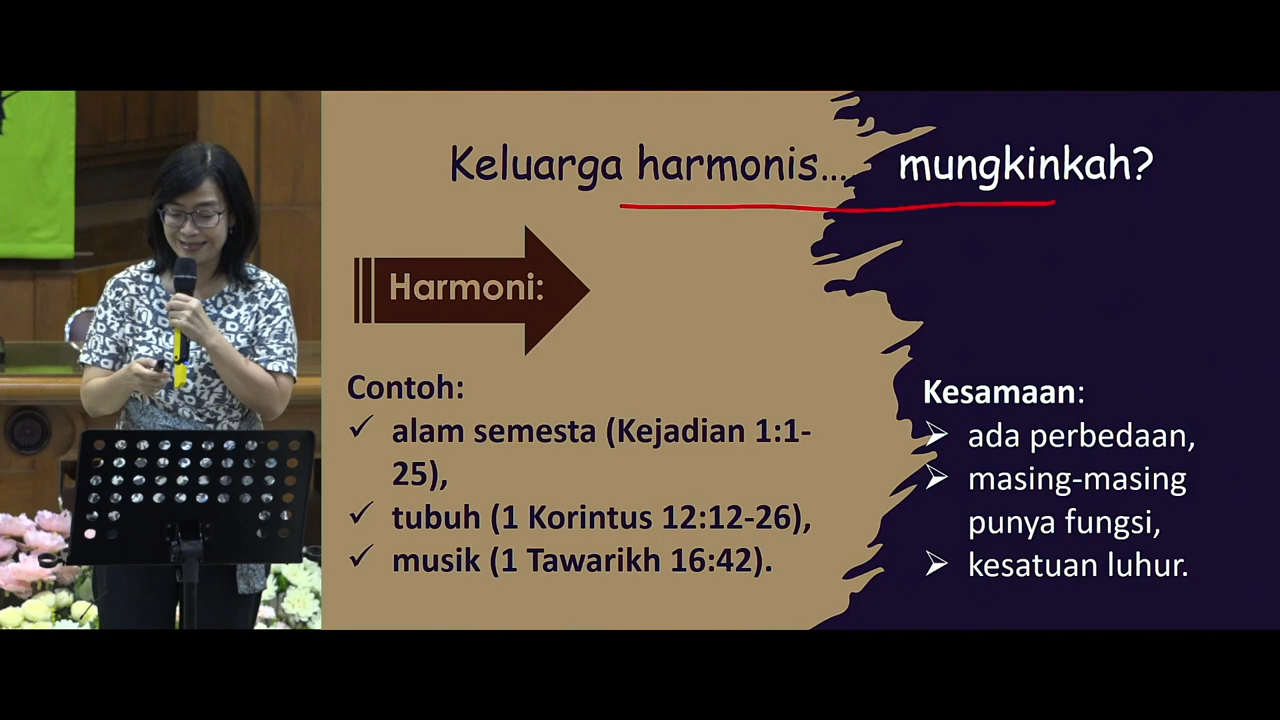 Keluarga harmonis... mungkinkah?
Harmoni:
Contoh:
✓ alam semesta (Kejadian 1:1-
25),
✓ tubuh (1 Korintus 12:12-26),
✓ musik (1 Tawarikh 16:42).
Kesamaan:
➢ ada perbedaan,
➢ masing-masing
punya fungsi,
➢ kesatuan luhur.